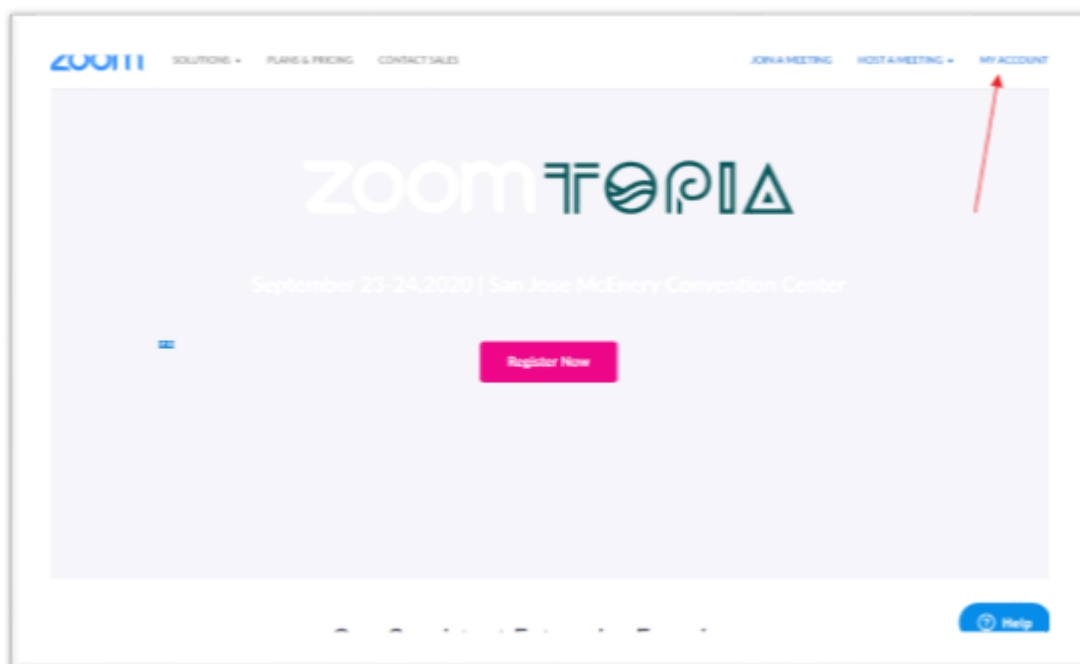 zoom SOLUTIONS PLANS & PRICING CONTACT SALES JOIN A MEETING HOST A MEETING MY ACCOUNT
zoomTOPIA
September 23-24,2020 | San Jose McEnery Convention Center
Register Now
Help